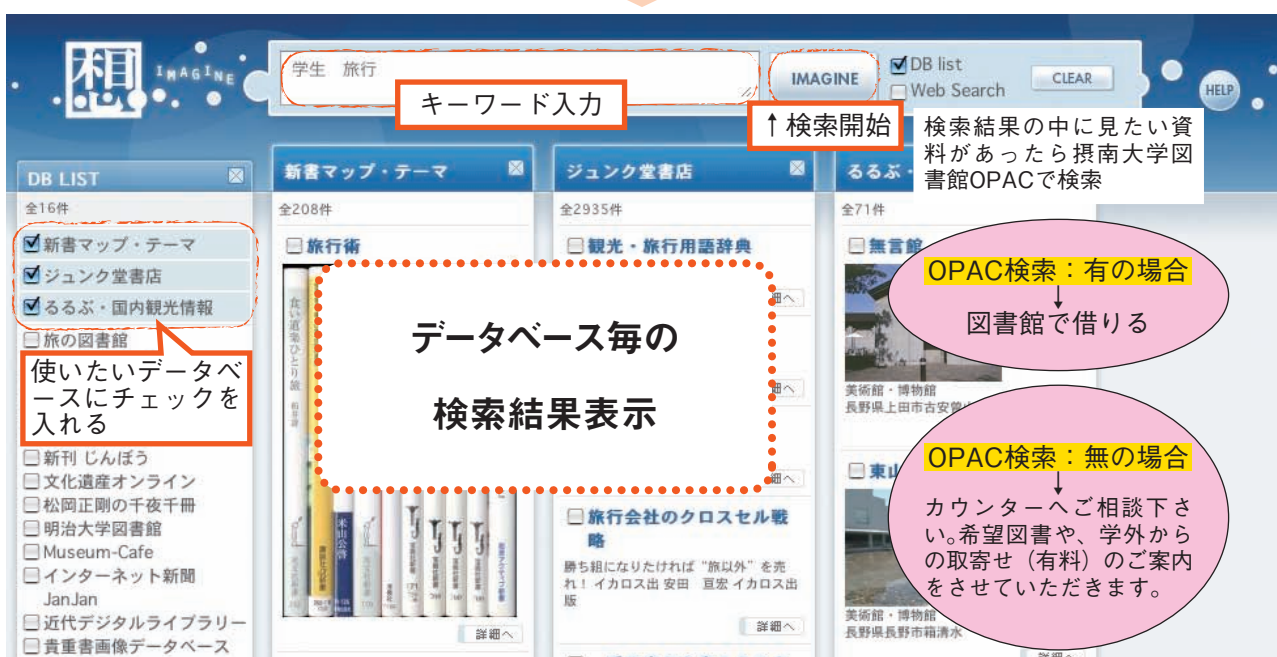 想 IMAGINE
学生 旅行
キーワード入力
IMAGINE
↑検索開始
DB list
Web Search
CLEAR
HELP
検索結果の中に見たい資
料があったら摂南大学図
書館OPACで検索
DB LIST
全16件
新書マップ・テーマ
ジュンク堂書店
るるぶ・国内観光情報
旅の図書館
使いたいデータベ
ースにチェックを
入れる
新刊 じんぼう
文化遺産オンライン
松岡正剛の千夜千冊
明治大学図書館
Museum-Cafe
インターネット新聞
JanJan
近代デジタルライブラリー
貴重書画像データベース
新書マップ・テーマ
全208件
旅行術
食い道楽ひとり旅
米山公啓
詳細へ
データベース毎の
検索結果表示
ジュンク堂書店
全2935件
観光・旅行用語辞典
旅行会社のクロスセル戦
略
勝ち組になりたければ“旅以外”を売
れ！イカロス出 安田 亘宏 イカロス出
版
詳細へ
るるぶ・
全71件
無言館
美術館・博物館
長野県上田市古安曽
東山
美術館・博物館
長野県長野市箱清水
詳細へ
OPAC検索：有の場合
↓
図書館で借りる
OPAC検索：無の場合
↓
カウンターへご相談下さ
い。希望図書や、学外から
の取寄せ（有料）のご案内
をさせていただきます。